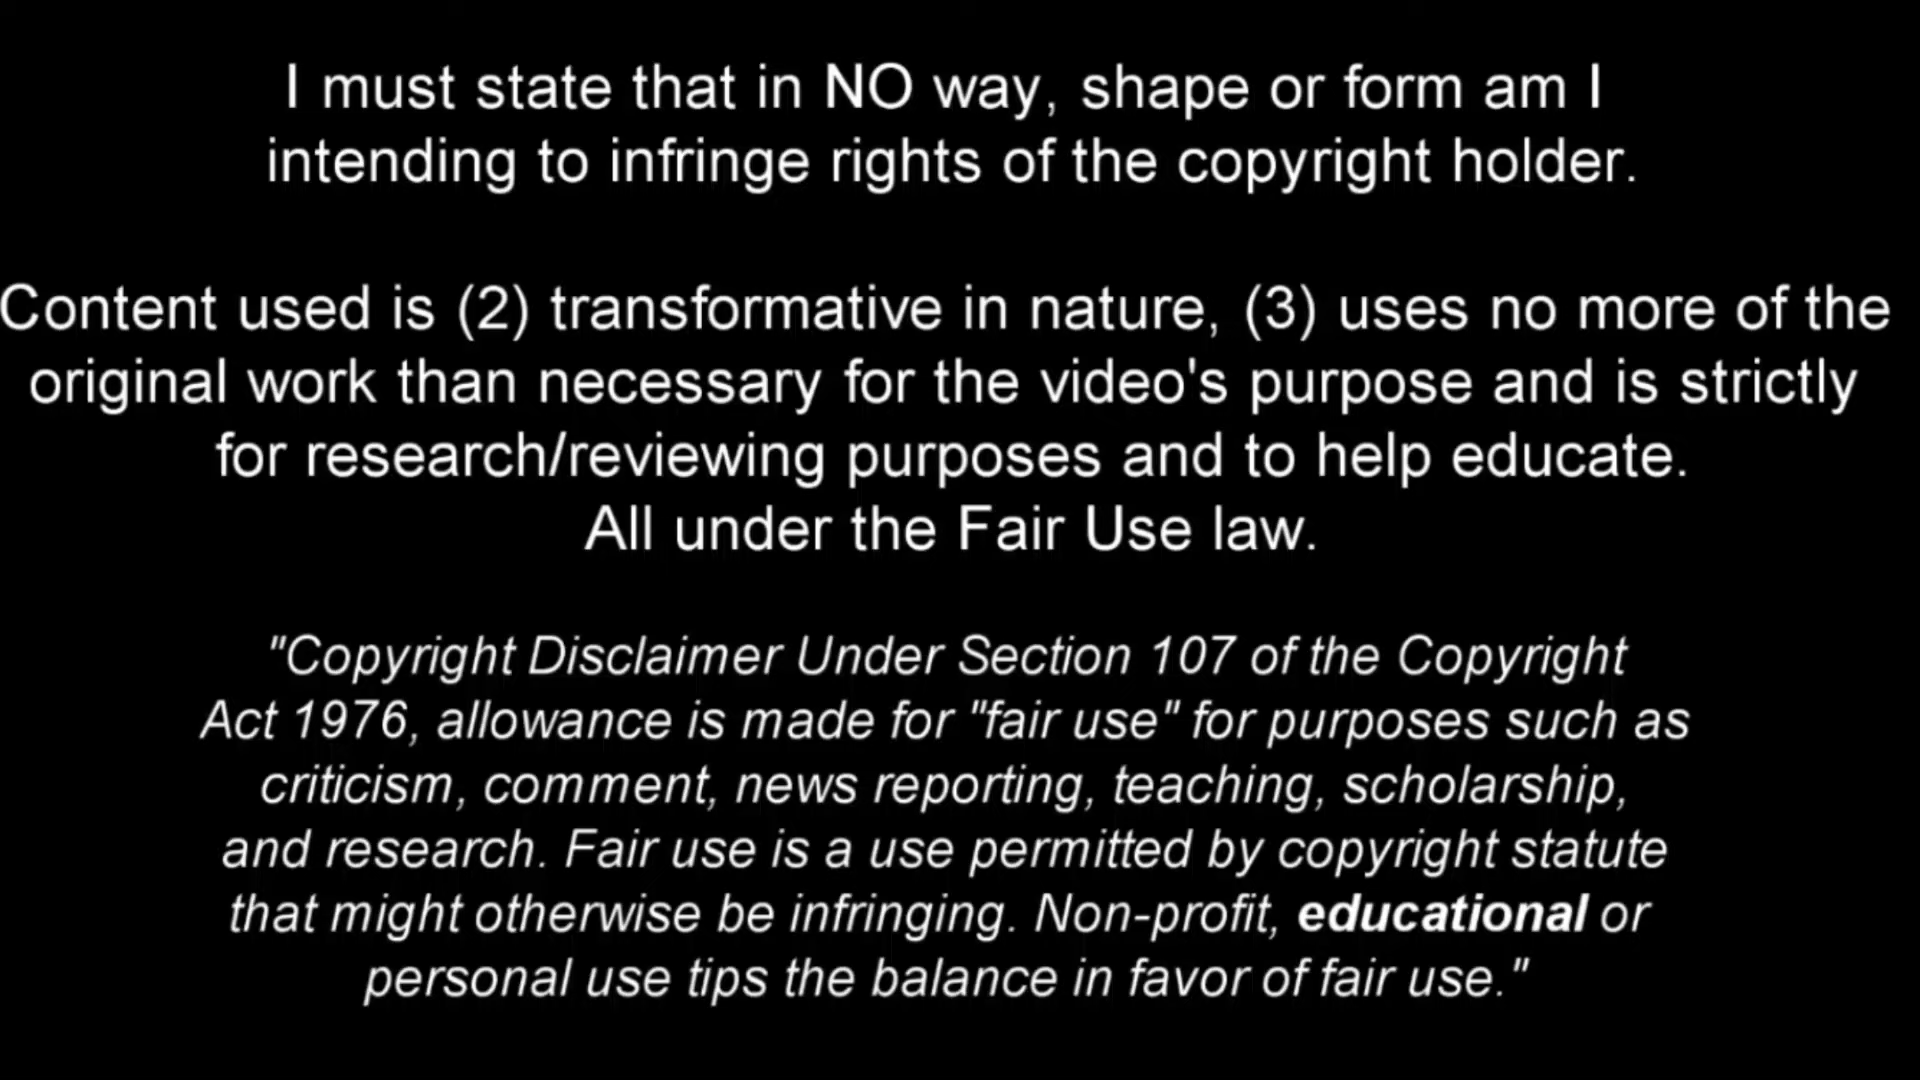 I must state that in NO way, shape or form am I
intending to infringe rights of the copyright holder.
Content used is (2) transformative in nature, (3) uses no more of the
original work than necessary for the video's purpose and is strictly
for research/reviewing purposes and to help educate.
All under the Fair Use law.
"Copyright Disclaimer Under Section 107 of the Copyright
Act 1976, allowance is made for "fair use" for purposes such as
criticism, comment, news reporting, teaching, scholarship,
and research. Fair use is a use permitted by copyright statute
that might otherwise be infringing. Non-profit, educational or
personal use tips the balance in favor of fair use."